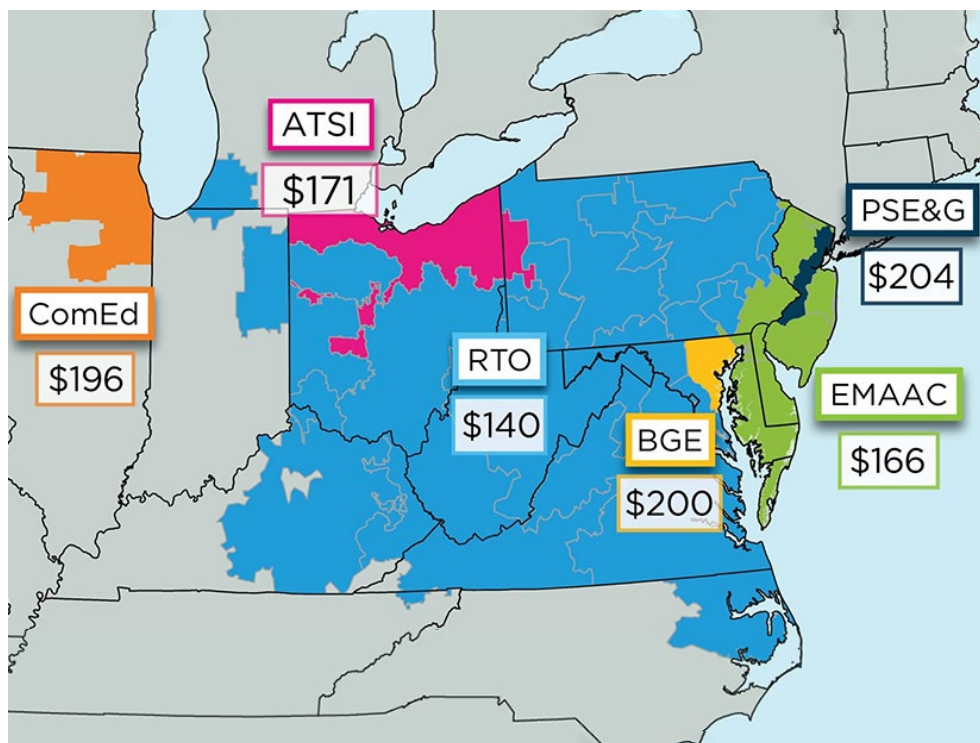 ATSI
$171
PSE&G
$204
ComEd
$196
RTO
$140
EMAAC
$166
BGE
$200